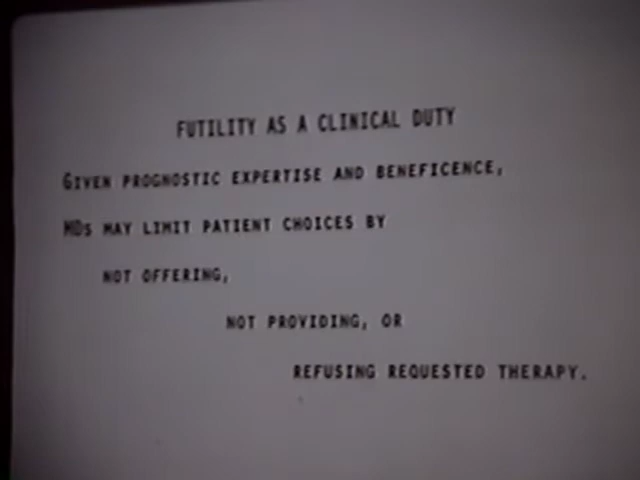 FUTILITY AS A CLINICAL DUTY
GIVEN PROGNOSTIC EXPERTISE AND BENEFICENCE,
MDS MAY LIMIT PATIENT CHOICES BY
NOT OFFERING,
NOT PROVIDING, OR
REFUSING REQUESTED THERAPY.